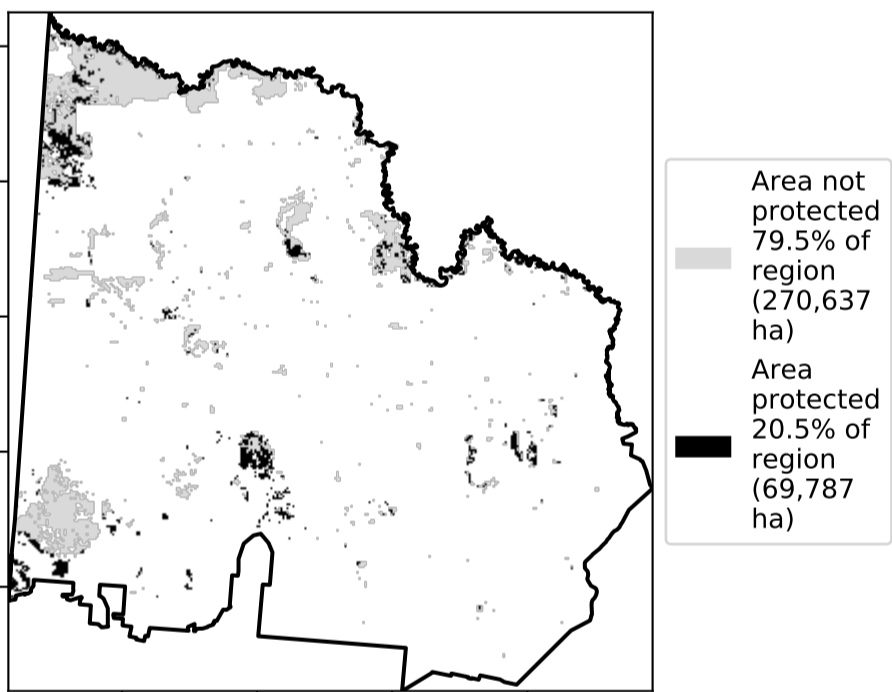 Area not
protected
79.5% of
region
(270,637
ha)
Area
protected
20.5% of
region
(69,787
ha)